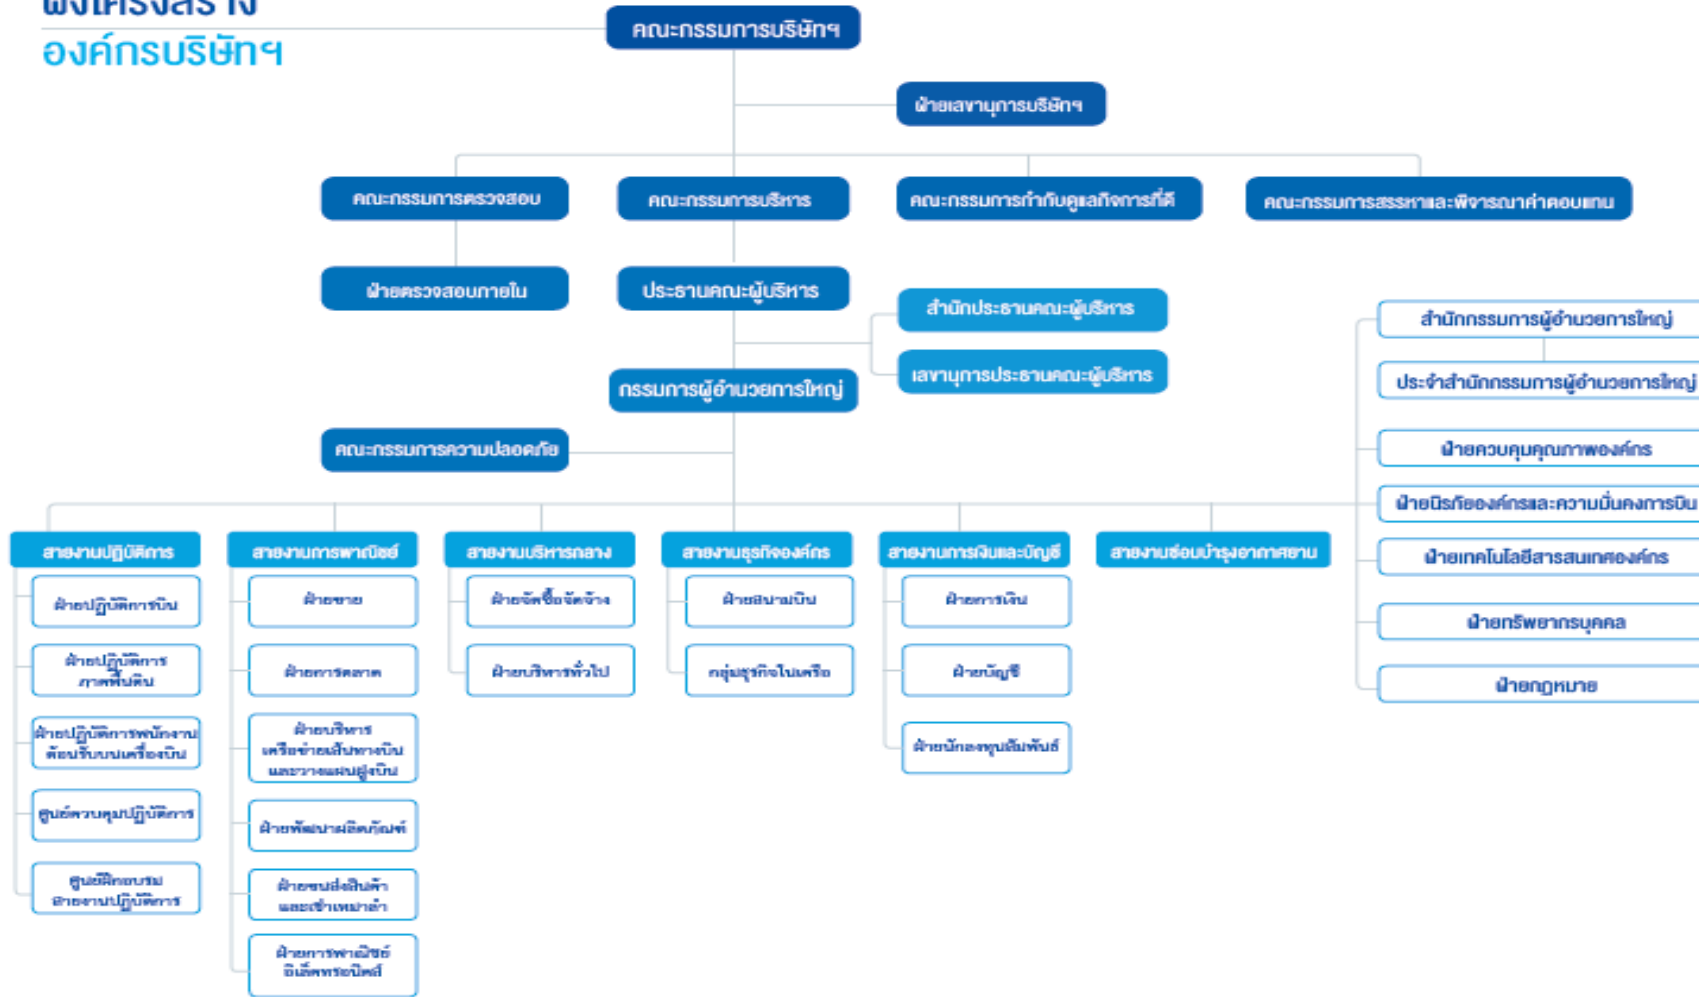 ผังโครงสร้าง
องค์กรบริษัทฯ
คณะกรรมการบริษัทฯ
ฝ่ายเลขานุการบริษัทฯ
คณะกรรมการตรวจสอบ
คณะกรรมการบริหาร
คณะกรรมการกำกับดูแลกิจการที่ดี
คณะกรรมการสรรหาและพิจารณาค่าตอบแทน
ฝ่ายตรวจสอบภายใน
ประธานคณะผู้บริหาร
สำนักประธานคณะผู้บริหาร
เลขานุการประธานคณะผู้บริหาร
กรรมการผู้อำนวยการใหญ่
คณะกรรมการความปลอดภัย
สำนักกรรมการผู้อำนวยการใหญ่
ประจำสำนักกรรมการผู้อำนวยการใหญ่
ฝ่ายควบคุมคุณภาพองค์กร
ฝ่ายนิรภัยองค์กรและความมั่นคงการบิน
ฝ่ายเทคโนโลยีสารสนเทศองค์กร
ฝ่ายทรัพยากรบุคคล
ฝ่ายกฎหมาย
สายงานปฏิบัติการ
ฝ่ายปฏิบัติการบิน
ฝ่ายปฏิบัติการ
ภาคพื้นดิน
ฝ่ายปฏิบัติการพนักงาน
ต้อนรับบนเครื่องบิน
ศูนย์ควบคุมปฏิบัติการ
ศูนย์ฝึกอบรม
สายงานปฏิบัติการ
สายงานการพาณิชย์
ฝ่ายขาย
ฝ่ายการตลาด
ฝ่ายบริหาร
เครือข่ายเส้นทางบิน
และวางแผนฝูงบิน
ฝ่ายพัฒนาผลิตภัณฑ์
ฝ่ายขนส่งสินค้า
และเช่าเหมาลำ
ฝ่ายการพาณิชย์
อิเล็คทรอนิคส์
สายงานบริหารกลาง
ฝ่ายจัดซื้อจัดจ้าง
ฝ่ายบริหารทั่วไป
สายงานธุรกิจองค์กร
ฝ่ายสนามบิน
กลุ่มธุรกิจในเครือ
สายงานการเงินและบัญชี
ฝ่ายการเงิน
ฝ่ายบัญชี
ฝ่ายนักลงทุนสัมพันธ์
สายงานซ่อมบำรุงอากาศยาน